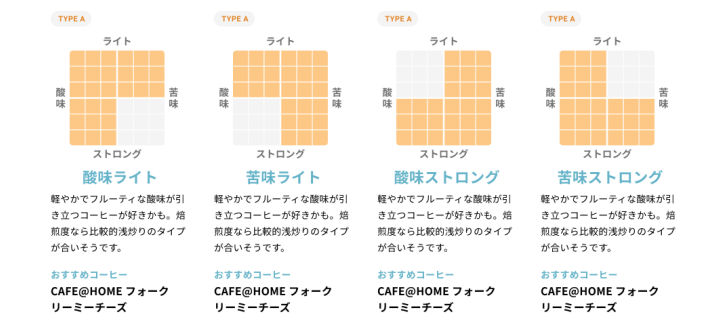 TYPE A
ライト
酸味
苦味
ストロング
酸味ライト
軽やかでフルーティな酸味が引
き立つコーヒーが好きかも。焙
煎度なら比較的浅炒りのタイプ
が合いそうです。
おすすめコーヒー
CAFE@HOME フォーク
リーミーチーズ
TYPE A
ライト
酸味
苦味
ストロング
苦味ライト
軽やかでフルーティな酸味が引
き立つコーヒーが好きかも。焙
煎度なら比較的浅炒りのタイプ
が合いそうです。
おすすめコーヒー
CAFE@HOME フォーク
リーミーチーズ
TYPE A
ライト
酸味
苦味
ストロング
酸味ストロング
軽やかでフルーティな酸味が引
き立つコーヒーが好きかも。焙
煎度なら比較的浅炒りのタイプ
が合いそうです。
おすすめコーヒー
CAFE@HOME フォーク
リーミーチーズ
TYPE A
ライト
酸味
苦味
ストロング
苦味ストロング
軽やかでフルーティな酸味が引
き立つコーヒーが好きかも。焙
煎度なら比較的浅炒りのタイプ
が合いそうです。
おすすめコーヒー
CAFE@HOME フォーク
リーミーチーズ